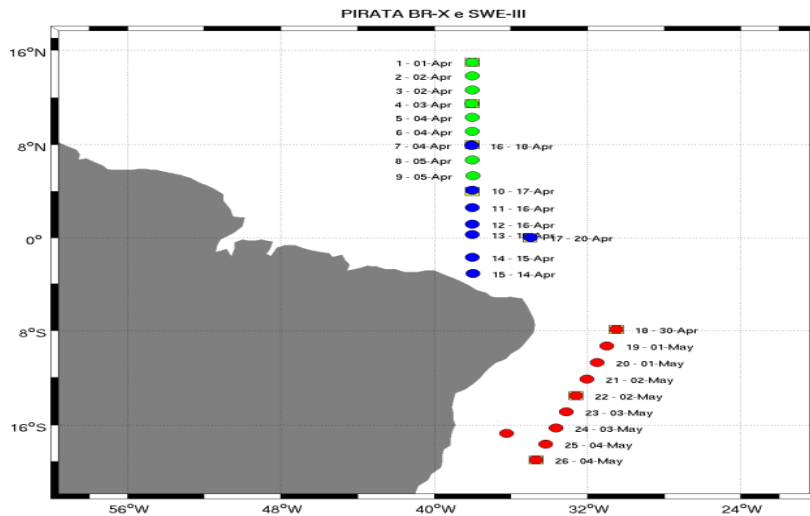 PIRATA BR-X e SWE-III
16°N
1 - 01-Apr
2 - 02-Apr
3 - 02-Apr
4 - 03-Apr
5 - 04-Apr
6 - 04-Apr
8°N
7 - 04-Apr
16 - 18-Apr
8 - 05-Apr
9 - 05-Apr
10 - 17-Apr
11 - 16-Apr
12 - 16-Apr
0°
13 -
17 - 20-Apr
14 - 15-Apr
15 - 14-Apr
8°S
18 - 30-Apr
19 - 01-May
20 - 01-May
21 - 02-May
22 - 02-May
23 - 03-May
16°S
24 - 03-May
25 - 04-May
26 - 04-May
56°W
48°W
40°W
32°W
24°W